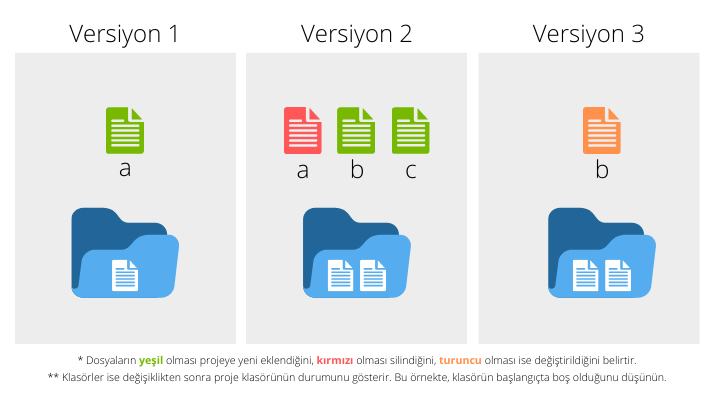 Versiyon 1
Versiyon 2
Versiyon 3
a
a
b
c
b
* Dosyaların yeşil olması projeye yeni eklendiğini, kırmızı olması silindiğini, turuncu olması ise değiştirildiğini belirtir.
** Klasörler ise değişiklikten sonra proje klasörünün durumunu gösterir. Bu örnekte, klasörün başlangıçta boş olduğunu düşünün.